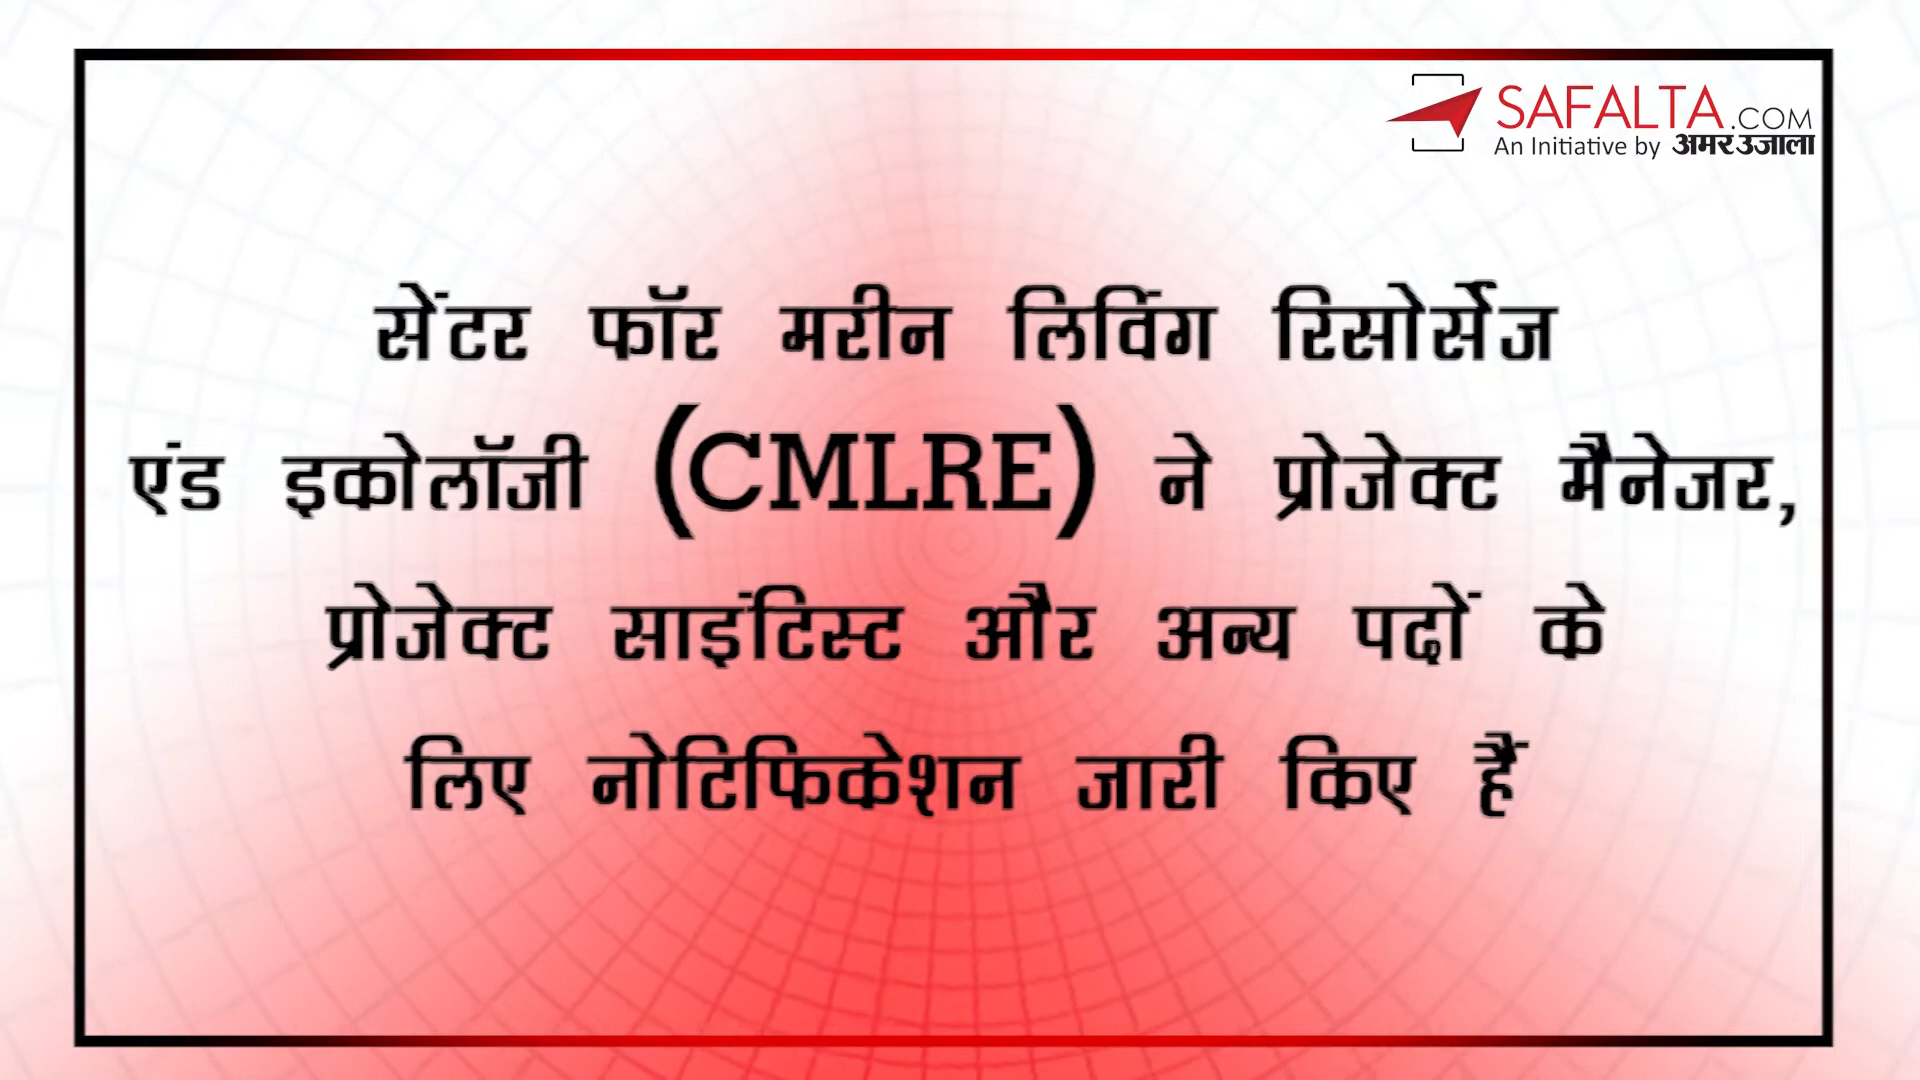 SAFALTA.COM
An Initiative by अमर उजाला
सेंटर फॉर मरीन लिविंग रिसोर्सेज
एंड इकोलॉजी (CMLRE) ने प्रोजेक्ट मैनेजर,
प्रोजेक्ट साइंटिस्ट और अन्य पदों के
लिए नोटिफिकेशन जारी किए हैं